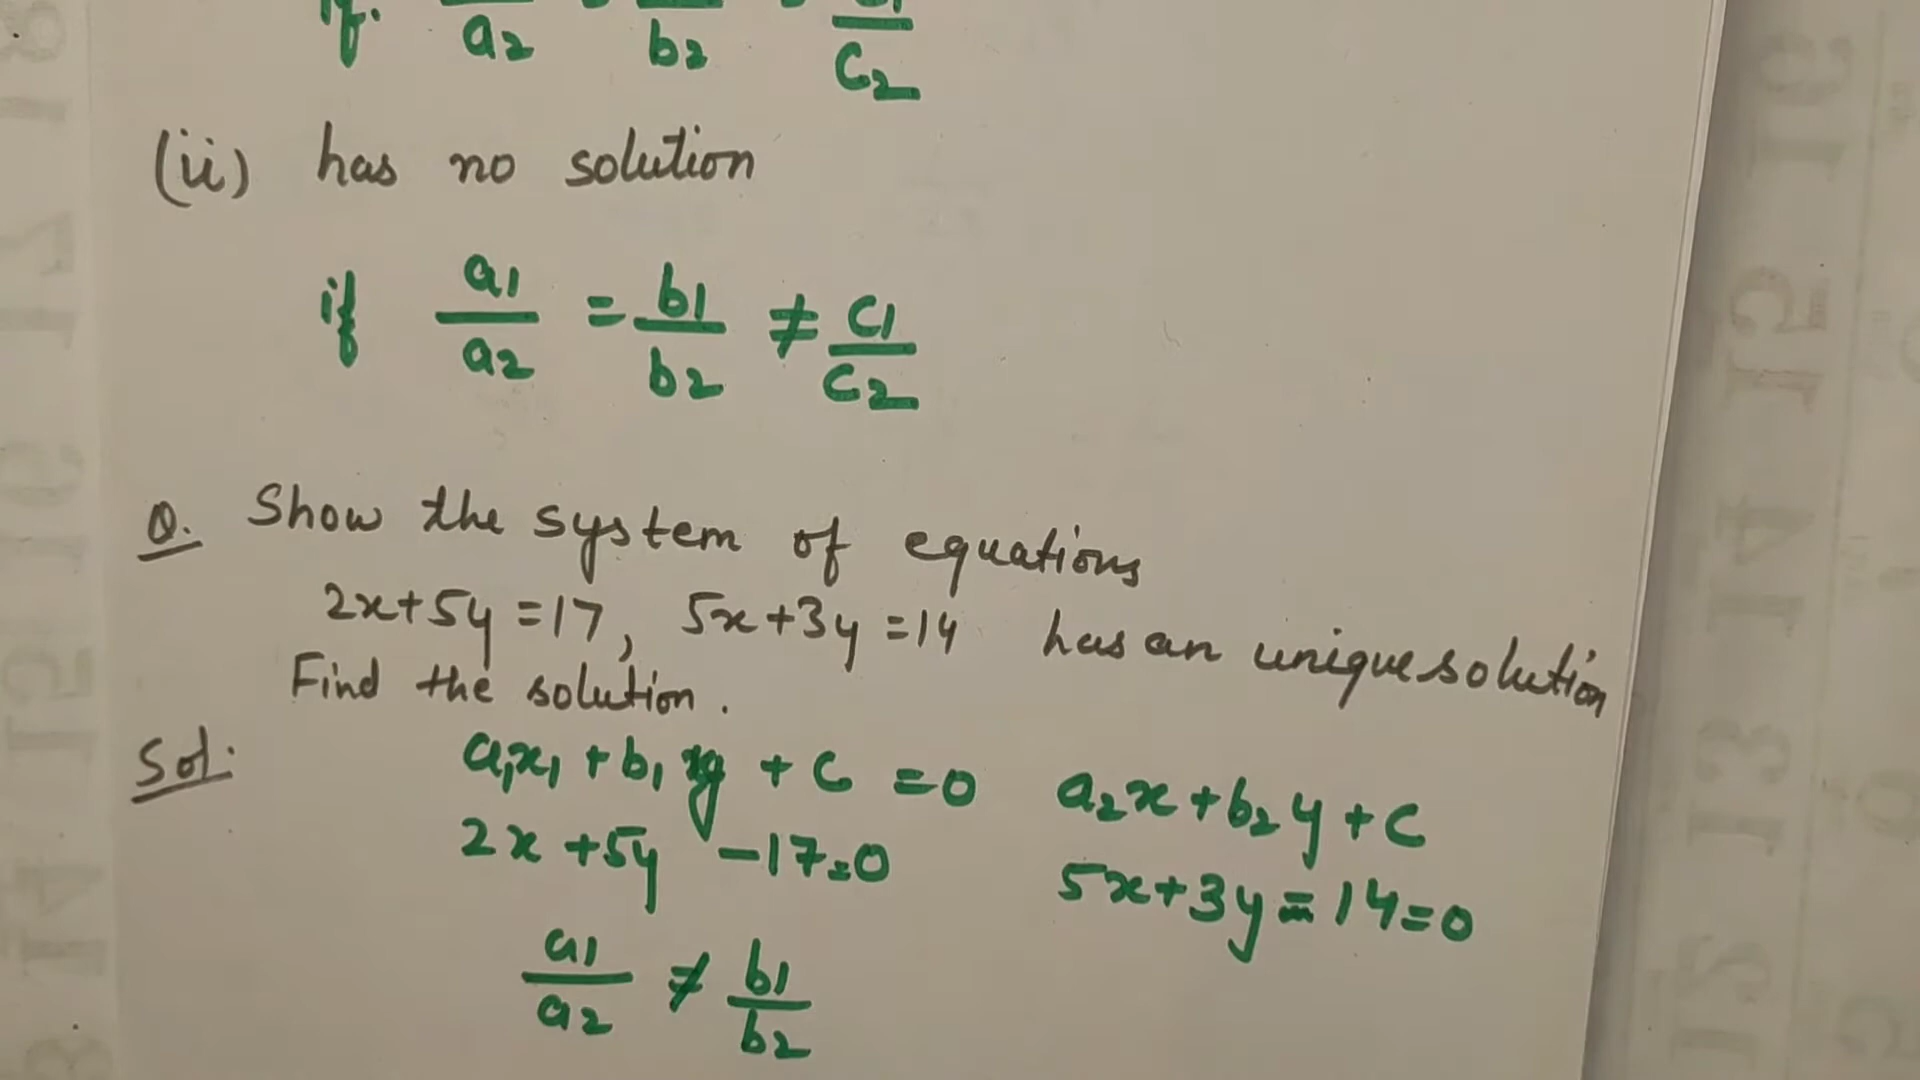 if. a2 b2 c2
(ii) has no solution
if a1/a2 = b1/b2 ≠ c1/c2
Q. Show the system of equations
2x+5y=17, 5x+3y=14 has an unique solution
Find the solution.
Sol.
a1x1 + b1y + c = 0 a2x+b2y+c
2x+5y -17=0 5x+3y-14=0
a1/a2 ≠ b1/b2